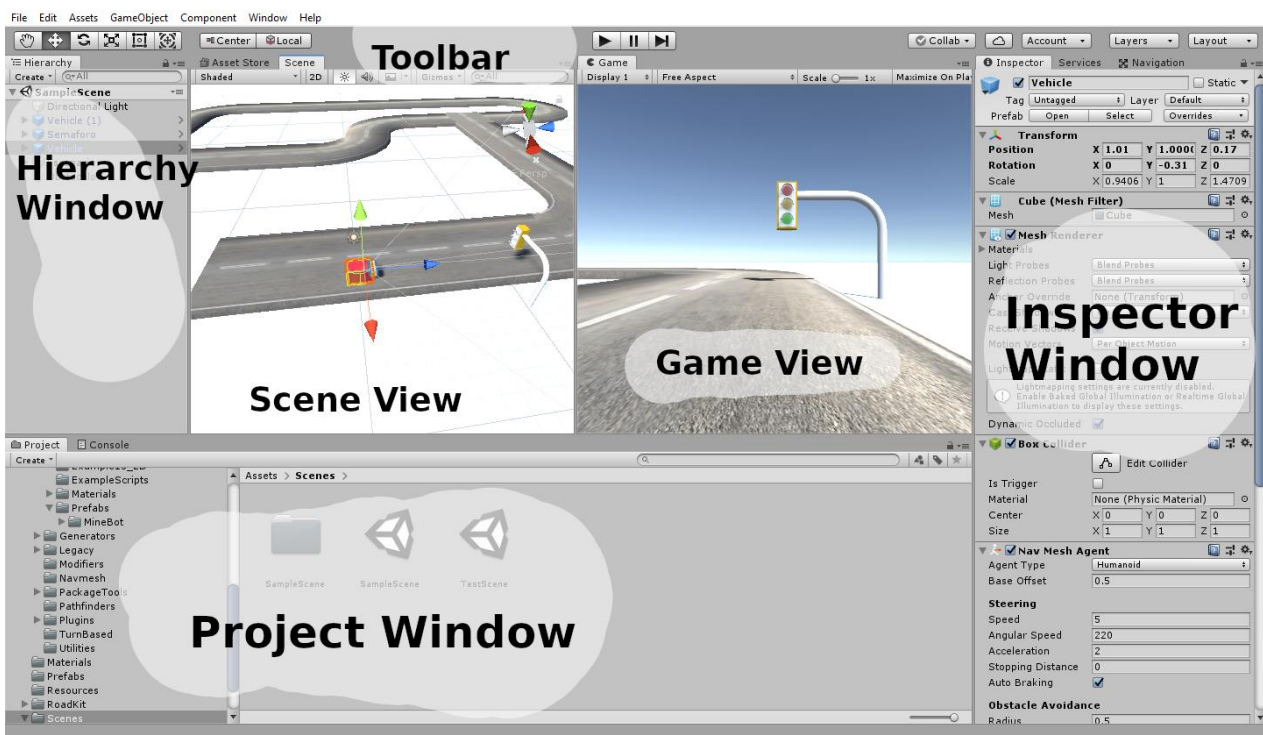 File Edit Assets GameObject Component Window Help
Center Local
Toolbar
Collab Account Layers Layout
Hierarchy
Create All
SampleScene
Directional Light
Vehicle (1)
Semaforo
Vehicle
Hierarchy
Window
Asset Store Scene
Shaded 2D Gizmos All
x
Persp
Scene View
Game
Display 1 Free Aspect Scale 1x Maximize On Pla
Game View
Inspector Services Navigation
Vehicle Static
Tag Untagged Layer Default
Prefab Open Select Overrides
Transform
Position X 1.01 Y 1.000( Z 0.17
Rotation X 0 Y -0.31 Z 0
Scale X 0.9406 Y 1 Z 1.4709
Cube (Mesh Filter)
Mesh Cube
Mesh Renderer
Materials
Light Probes Blend Probes
Reflection Probes Blend Probes
Anchor Override None (Transform)
Receive Shadows
Motion Vectors Per Object Motion
Inspector
Window
Lightmapping settings are currently disabled.
Enable Baked Global Illumination or Realtime Global
Illumination to display these settings.
Dynamic Occluded
Box Collider
Edit Collider
Is Trigger
Material None (Physic Material)
Center X 0 Y 0 Z 0
Size X 1 Y 1 Z 1
Nav Mesh Agent
Agent Type Humanoid
Base Offset 0.5
Steering
Speed 5
Angular Speed 220
Acceleration 2
Stopping Distance 0
Auto Braking
Obstacle Avoidance
Radius 0.5
Project Console
Create
ExampleScripts
Materials
Prefabs
MineBot
Generators
Legacy
Modifiers
Navmesh
PackageTools
Pathfinders
Plugins
TurnBased
Utilities
Materials
Prefabs
Resources
RoadKit
Scenes
Assets > Scenes >
SampleScene SampleScene TestScene
Project Window